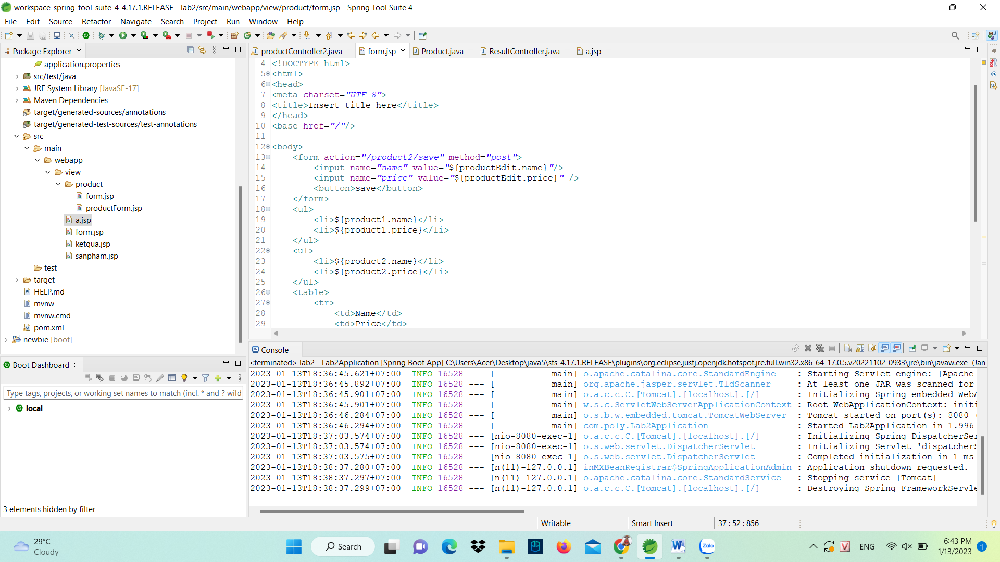 workspace-spring-tool-suite-4-4.17.1.RELEASE - lab2/src/main/webapp/view/product/form.jsp - Spring Tool Suite 4
File Edit Source Refactor Navigate Search Project Run Window Help
Package Explorer
application.properties
src/test/java
JRE System Library [JavaSE-17]
Maven Dependencies
target/generated-sources/annotations
target/generated-test-sources/test-annotations
src
main
webapp
view
product
form.jsp
productForm.jsp
a.jsp
form.jsp
ketqua.jsp
sanpham.jsp
test
target
HELP.md
mvnw
mvnw.cmd
pom.xml
newbie [boot]
Boot Dashboard
Type tags, projects, or working set names to match (incl. * and ? wild
local
3 elements hidden by filter
productController2.java form.jsp Product.java ResultController.java a.jsp
4 <!DOCTYPE html>
5 <html>
6 <head>
7 <meta charset="UTF-8">
8 <title>Insert title here</title>
9 </head>
10 <base href="/"/>
11
12 <body>
13 <form action="/product2/save" method="post">
14 <input name="name" value="${productEdit.name}"/>
15 <input name="price" value="${productEdit.price}" />
16 <button>save</button>
17 </form>
18 <ul>
19 <li>${product1.name}</li>
20 <li>${product1.price}</li>
21 </ul>
22 <ul>
23 <li>${product2.name}</li>
24 <li>${product2.price}</li>
25 </ul>
26 <table>
27 <tr>
28 <td>Name</td>
29 <td>Price</td>
Console
<terminated> lab2 - Lab2Application [Spring Boot App] C:\Users\Acer\Desktop\java5\sts-4.17.1.RELEASE\plugins\org.eclipse.justj.openjdk.hotspot.jre.full.win32.x86_64_17.0.5.v20221102-0933\jre\bin\javaw.exe (Jan
2023-01-13T18:36:45.621+07:00 INFO 16528 --- [ main] o.apache.catalina.core.StandardEngine : Starting Servlet engine: [Apache
2023-01-13T18:36:45.892+07:00 INFO 16528 --- [ main] org.apache.jasper.servlet.TldScanner : At least one JAR was scanned for
2023-01-13T18:36:45.901+07:00 INFO 16528 --- [ main] o.a.c.c.C.[Tomcat].[localhost].[/] : Initializing Spring embedded WebA
2023-01-13T18:36:45.901+07:00 INFO 16528 --- [ main] w.s.c.ServletWebServerApplicationContext : Root WebApplicationContext: initi
2023-01-13T18:36:46.284+07:00 INFO 16528 --- [ main] o.s.b.w.embedded.tomcat.TomcatWebServer : Tomcat started on port(s): 8080
2023-01-13T18:36:46.294+07:00 INFO 16528 --- [ main] com.poly.Lab2Application : Started Lab2Application in 1.996
2023-01-13T18:37:03.574+07:00 INFO 16528 --- [nio-8080-exec-1] o.a.c.c.C.[Tomcat].[localhost].[/] : Initializing Spring DispatcherSer
2023-01-13T18:37:03.574+07:00 INFO 16528 --- [nio-8080-exec-1] o.s.web.servlet.DispatcherServlet : Initializing Servlet 'dispatcherS
2023-01-13T18:37:03.575+07:00 INFO 16528 --- [nio-8080-exec-1] o.s.web.servlet.DispatcherServlet : Completed initialization in 1 ms
2023-01-13T18:38:37.280+07:00 INFO 16528 --- [n(11)-127.0.0.1] inMXBeanRegistrar$SpringApplicationAdmin : Application shutdown requested.
2023-01-13T18:38:37.297+07:00 INFO 16528 --- [n(11)-127.0.0.1] o.apache.catalina.core.StandardService : Stopping service [Tomcat]
2023-01-13T18:38:37.299+07:00 INFO 16528 --- [n(11)-127.0.0.1] o.a.c.c.C.[Tomcat].[localhost].[/] : Destroying Spring FrameworkServle
Writable Smart Insert 37 : 52 : 856
29°C
Cloudy
Search
Zalo
ENG
6:43 PM
1/13/2023
1